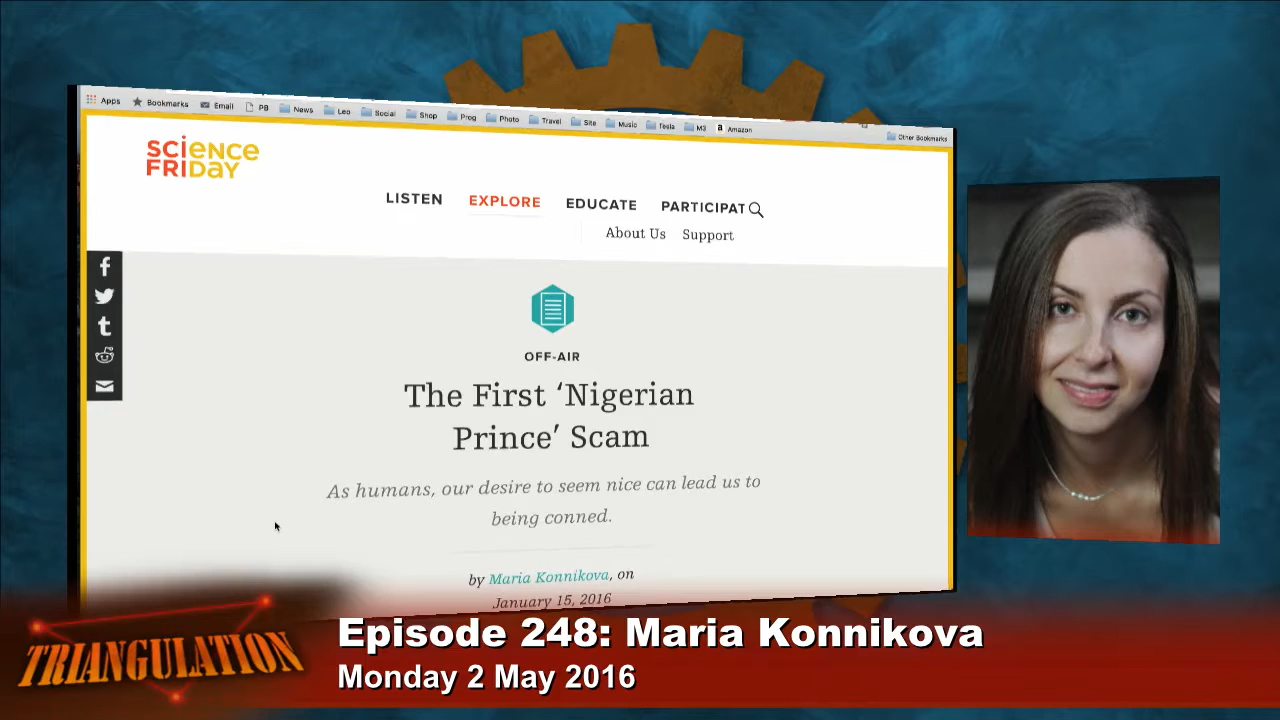 Apps Bookmarks Email PB News Leo Social Shop Prog Photo Travel Site Music Tesla M3 Amazon Other Bookmarks
SCIENCE
FRIDAY
LISTEN EXPLORE EDUCATE PARTICIPAT
About Us Support
OFF-AIR
The First ‘Nigerian
Prince’ Scam
As humans, our desire to seem nice can lead us to
being conned.
by Maria Konnikova, on
January 15, 2016
TRIANGULATION
Episode 248: Maria Konnikova
Monday 2 May 2016